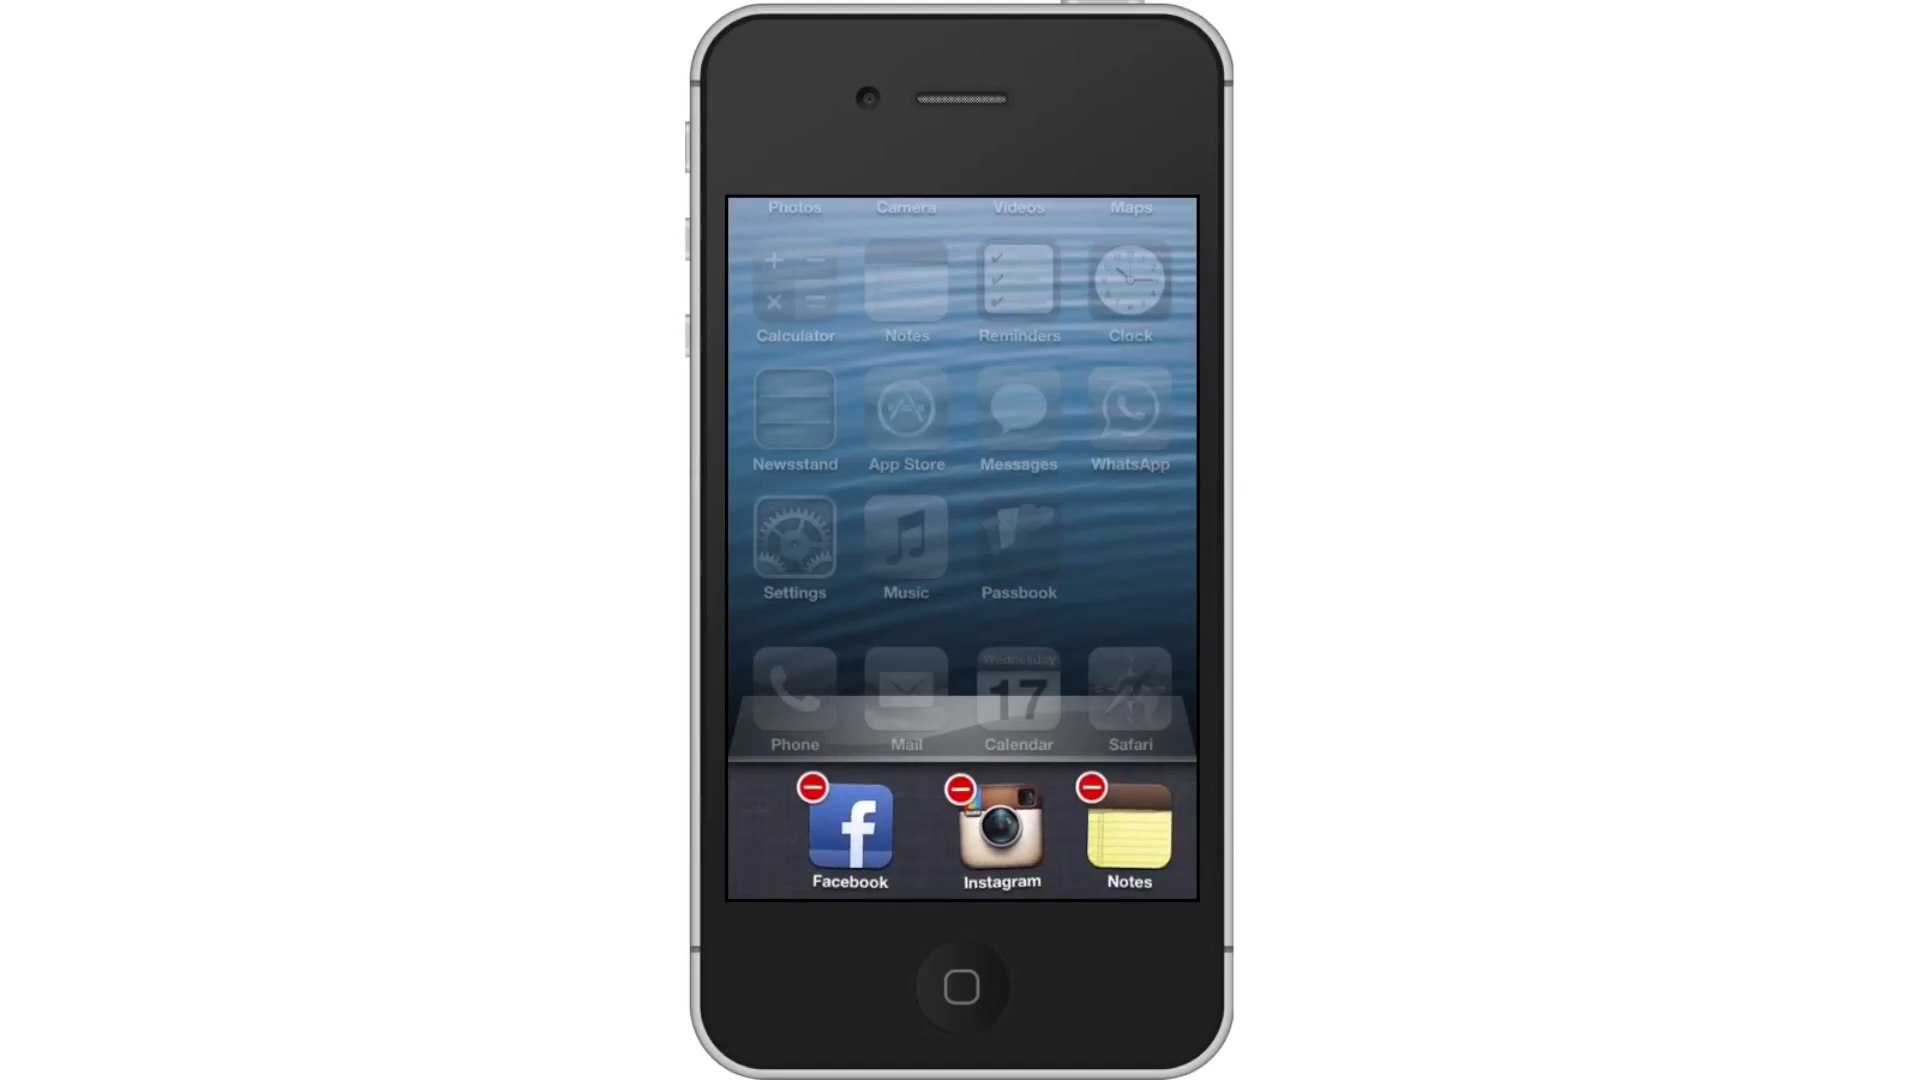 Photos Camera Videos Maps
Calculator Notes Reminders Clock
Newsstand App Store Messages WhatsApp
Settings Music Passbook
Wednesday
17
Phone Mail Calendar Safari
Facebook Instagram Notes